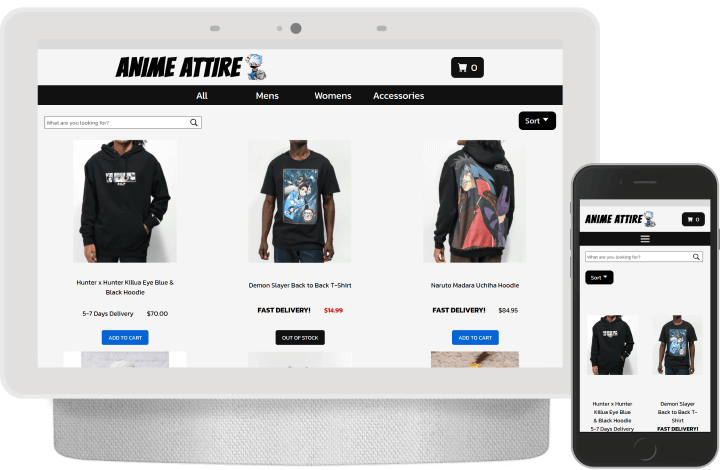 ANIME ATTIRE
0
All Mens Womens Accessories
What are you looking for?
Sort
Hunter x Hunter Killua Eye Blue &
Black Hoodie
5-7 Days Delivery $70.00
ADD TO CART
Demon Slayer Back to Back T-Shirt
FAST DELIVERY! $14.99
OUT OF STOCK
Naruto Madara Uchiha Hoodie
FAST DELIVERY! $84.95
ADD TO CART
ANIME ATTIRE
0
What are you looking for?
Sort
Hunter x Hunter
Killua Eye Blue
& Black Hoodie
5-7 Days Delivery
Demon Slayer
Back to Back T-
Shirt
FAST DELIVERY!